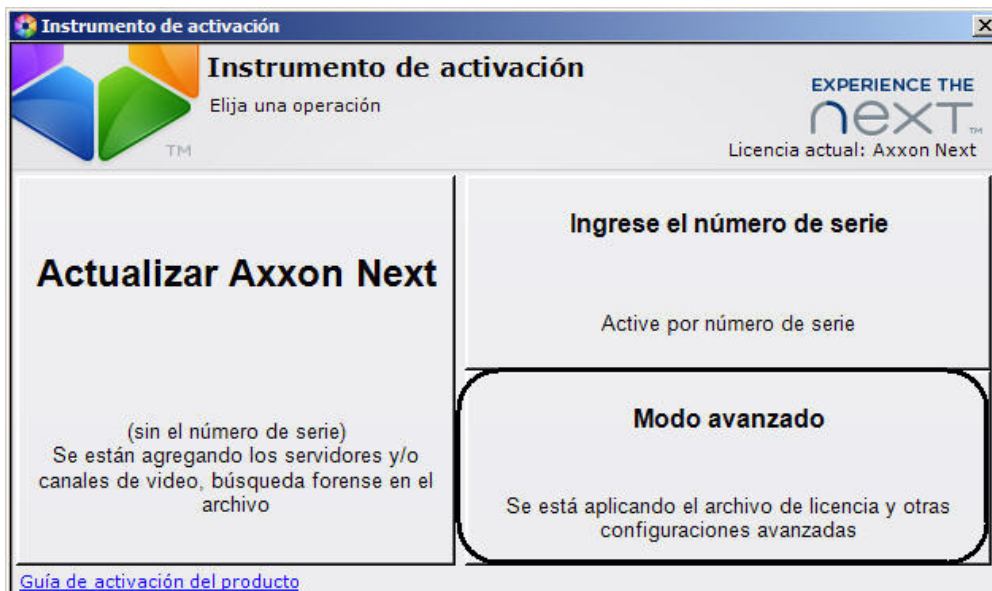 Instrumento de activación
Instrumento de activación
Elija una operación
TM
EXPERIENCE THE
next™
Licencia actual: Axxon Next
Actualizar Axxon Next
(sin el número de serie)
Se están agregando los servidores y/o
canales de video, búsqueda forense en el
archivo
Ingrese el número de serie
Active por número de serie
Modo avanzado
Se está aplicando el archivo de licencia y otras
configuraciones avanzadas
Guía de activación del producto